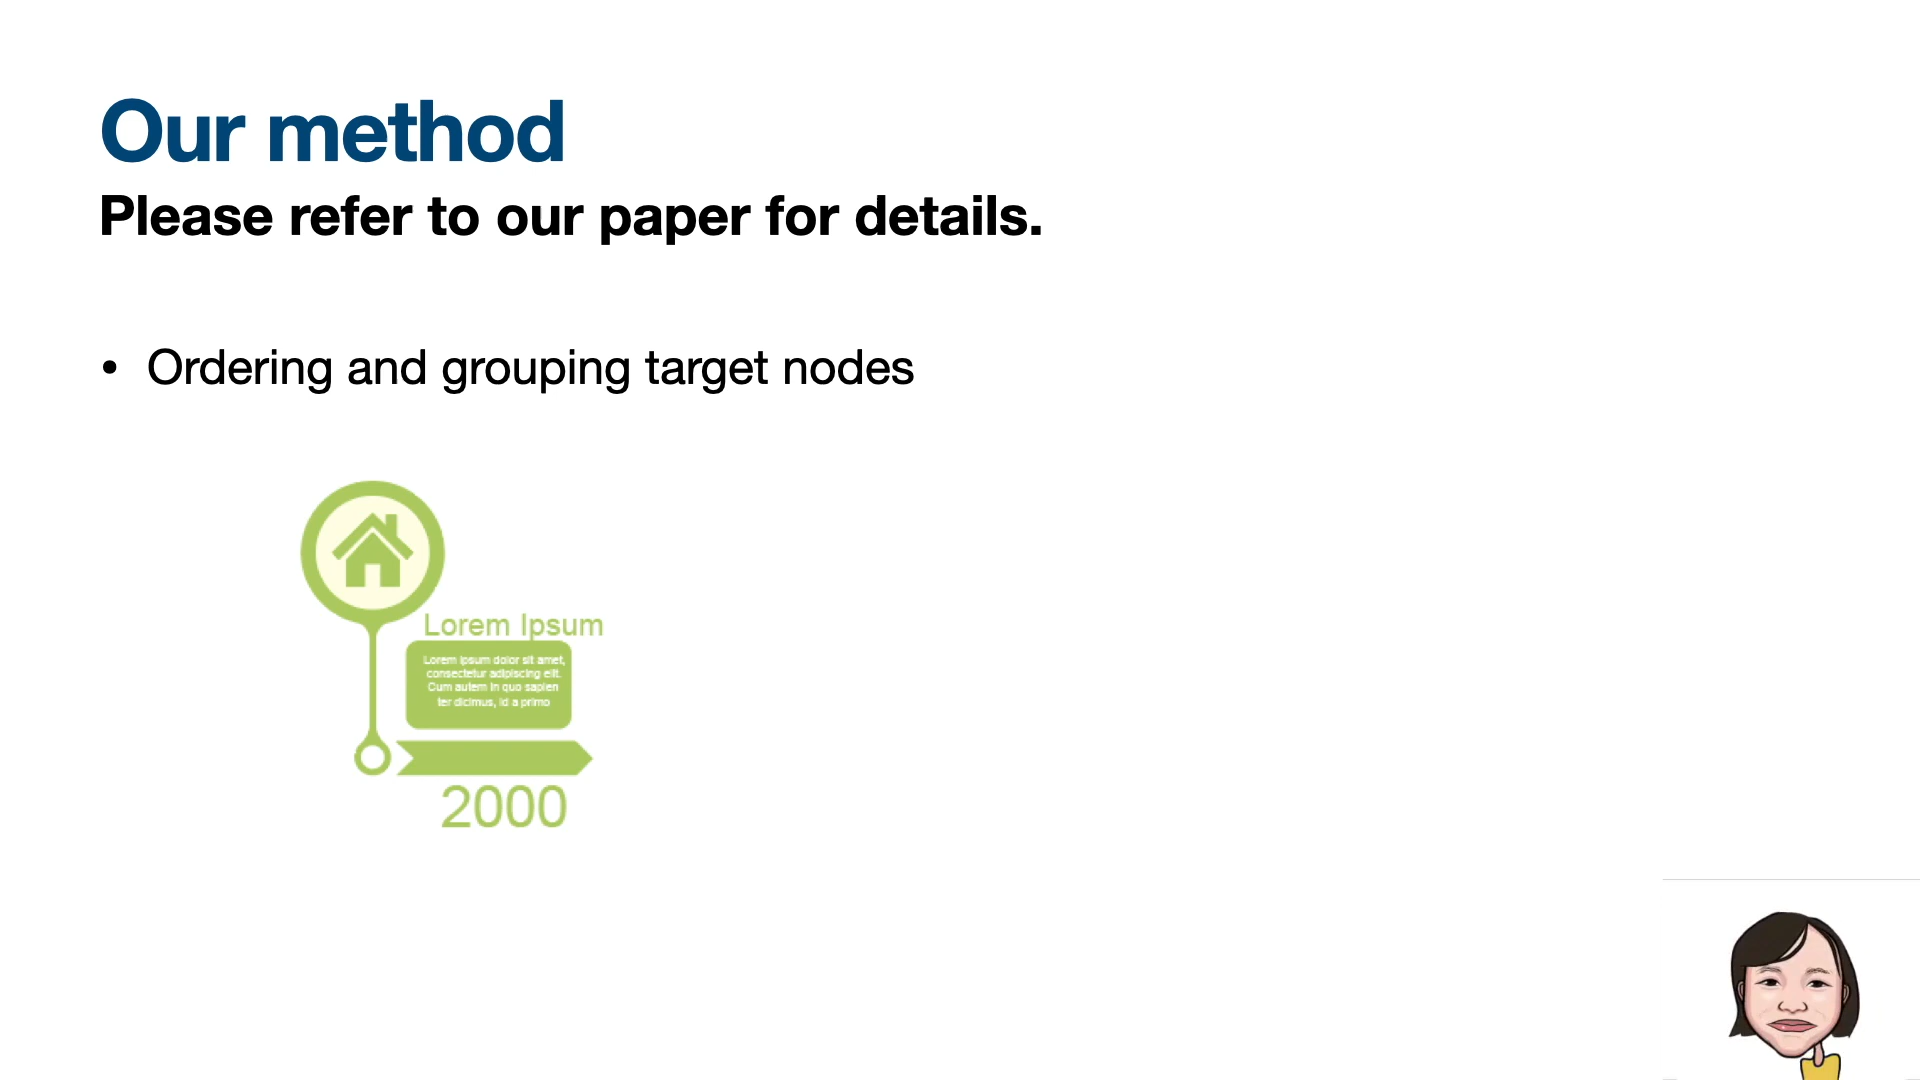 Our method
Please refer to our paper for details.
• Ordering and grouping target nodes
Lorem Ipsum
Lorem ipsum dolor sit amet,
consectetur adipiscing elit.
Cum autem in quo sapien
ter dicimus, id a primo
2000